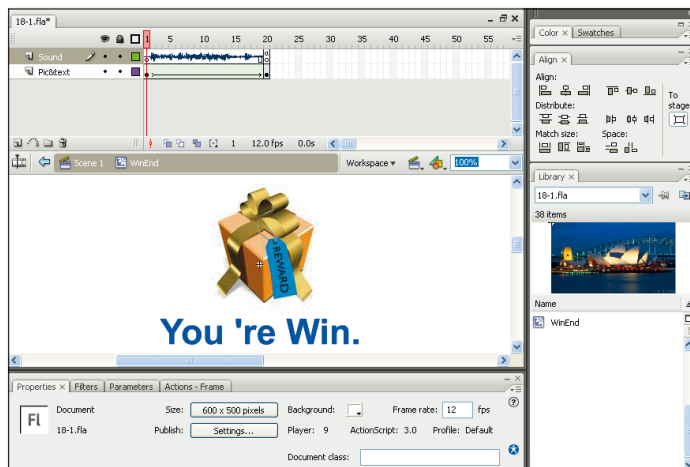 18-1.fla*
5 10 15 20 25 30 35 40 45 50 55
Sound
Pic&text
1 12.0 fps 0.0s
Scene 1 WinEnd Workspace 100%
REWARD
You 're Win.
Properties × Filters Parameters Actions - Frame
Fl
Document Size: 600 x 500 pixels Background: Frame rate: 12 fps
18-1.fla Publish: Settings... Player: 9 ActionScript: 3.0 Profile: Default
Document class:
Color × Swatches
Align ×
Align:
To stage
Distribute:
Match size: Space:
Library ×
18-1.fla
38 items
Name
WinEnd